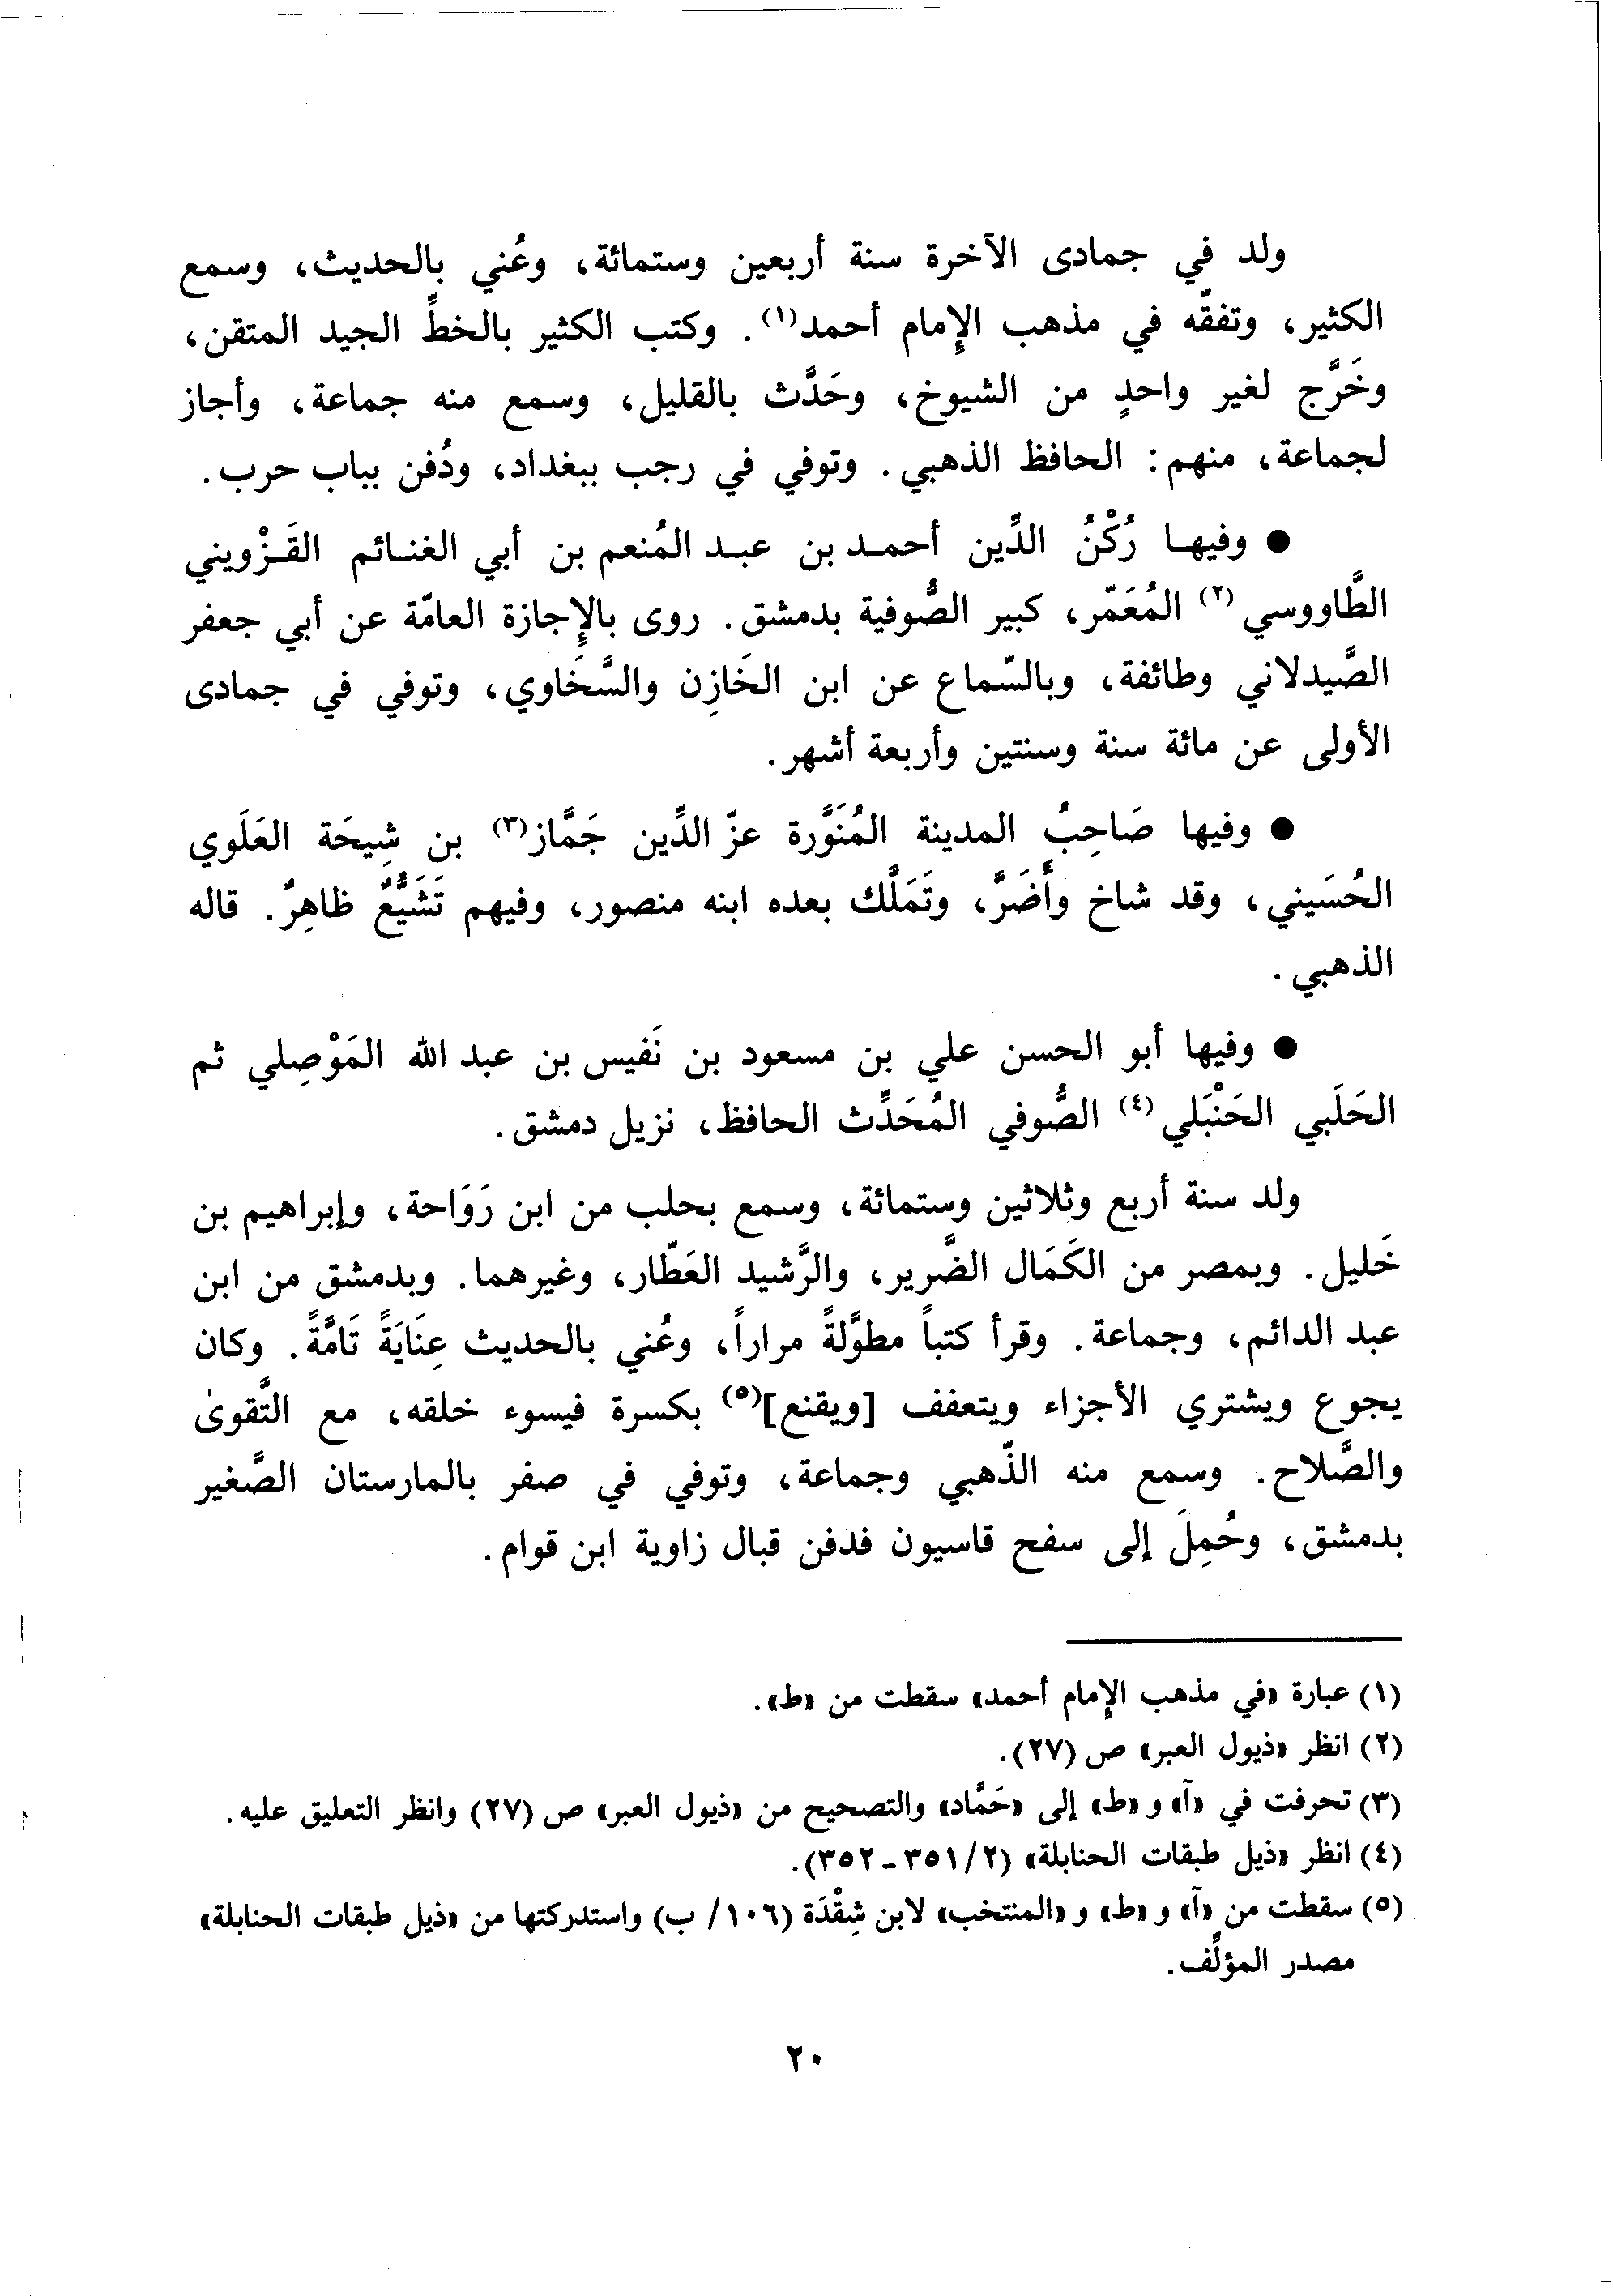 ولد في جمادى الآخرة سنة أربعين وستمائة، وعُني بالحديث، وسمع
الكثير، وتفقّه في مذهب الإمام أحمد(١). وكتب الكثير بالخطِّ الجيد المتقن،
وخَرَّج لغير واحدٍ من الشيوخ، وحَدَّث بالقليل، وسمع منه جماعة، وأجاز
لجماعة، منهم: الحافظ الذهبي. وتوفي في رجب ببغداد، ودُفن بباب حرب.
● وفيها رُكْنُ الدِّين أحمد بن عبد المُنعم بن أبي الغنائم القَزْويني
الطَّاووسي(٢) المُعَمّر، كبير الصُّوفية بدمشق. روى بالإِجازة العامّة عن أبي جعفر
الصَّيدلاني وطائفة، وبالسّماع عن ابن الخَازِن والسَّخَاوي، وتوفي في جمادى
الأولى عن مائة سنة وسنتين وأربعة أشهر.
● وفيها صَاحِبُ المدينة المُنَوَّرة عزّ الدِّين جَمَّاز(٣) بن شِيحَة العَلَوي
الحُسَيني، وقد شاخ وأَضَرَّ، وتَمَلَّك بعده ابنه منصور، وفيهم تَشَيُّعٌ ظاهِرٌ. قاله
الذهبي.
● وفيها أبو الحسن علي بن مسعود بن نَفيس بن عبد الله المَوْصِلي ثم
الحَلَبي الحَنْبَلي(٤) الصُّوفي المُحَدِّث الحافظ، نزيل دمشق.
ولد سنة أربع وثلاثين وستمائة، وسمع بحلب من ابن رَوَاحة، وإبراهيم بن
خَليل. وبمصر من الكَمَال الضَّرير، والرَّشيد العَطّار، وغيرهما. وبدمشق من ابن
عبد الدائم، وجماعة. وقرأ كتباً مطوَّلةً مراراً، وعُني بالحديث عِنَايَةً تَامَّةً. وكان
يجوع ويشتري الأجزاء ويتعفف [ويقنع](٥) بكسرة فيسوء خلقه، مع التَّقوىٰ
والصَّلاح. وسمع منه الذّهبي وجماعة، وتوفي في صفر بالمارستان الصَّغير
بدمشق، وحُمِلَ إلى سفح قاسيون فدفن قبال زاوية ابن قوام.
(١) عبارة «في مذهب الإِمام أحمد» سقطت من «ط».
(٢) انظر «ذيول العبر» ص (٢٧).
(٣) تحرفت في «آ» و «ط» إلى «حَمَّاد» والتصحيح من «ذيول العبر» ص (٢٧) وانظر التعليق عليه.
(٤) انظر «ذيل طبقات الحنابلة» (٢/ ٣٥١ - ٣٥٢).
(٥) سقطت من «آ» و «ط» و «المنتخب» لابن شِقْدَة (١٠٦/ ب) واستدركتها من «ذيل طبقات الحنابلة»
مصدر المؤلِّف.
٢٠